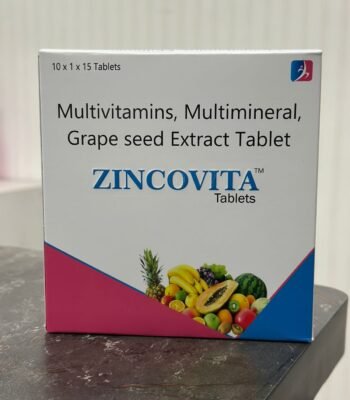 10 x 1 x 15 Tablets
Multivitamins, Multimineral,
Grape seed Extract Tablet
ZINCOVITA™
Tablets